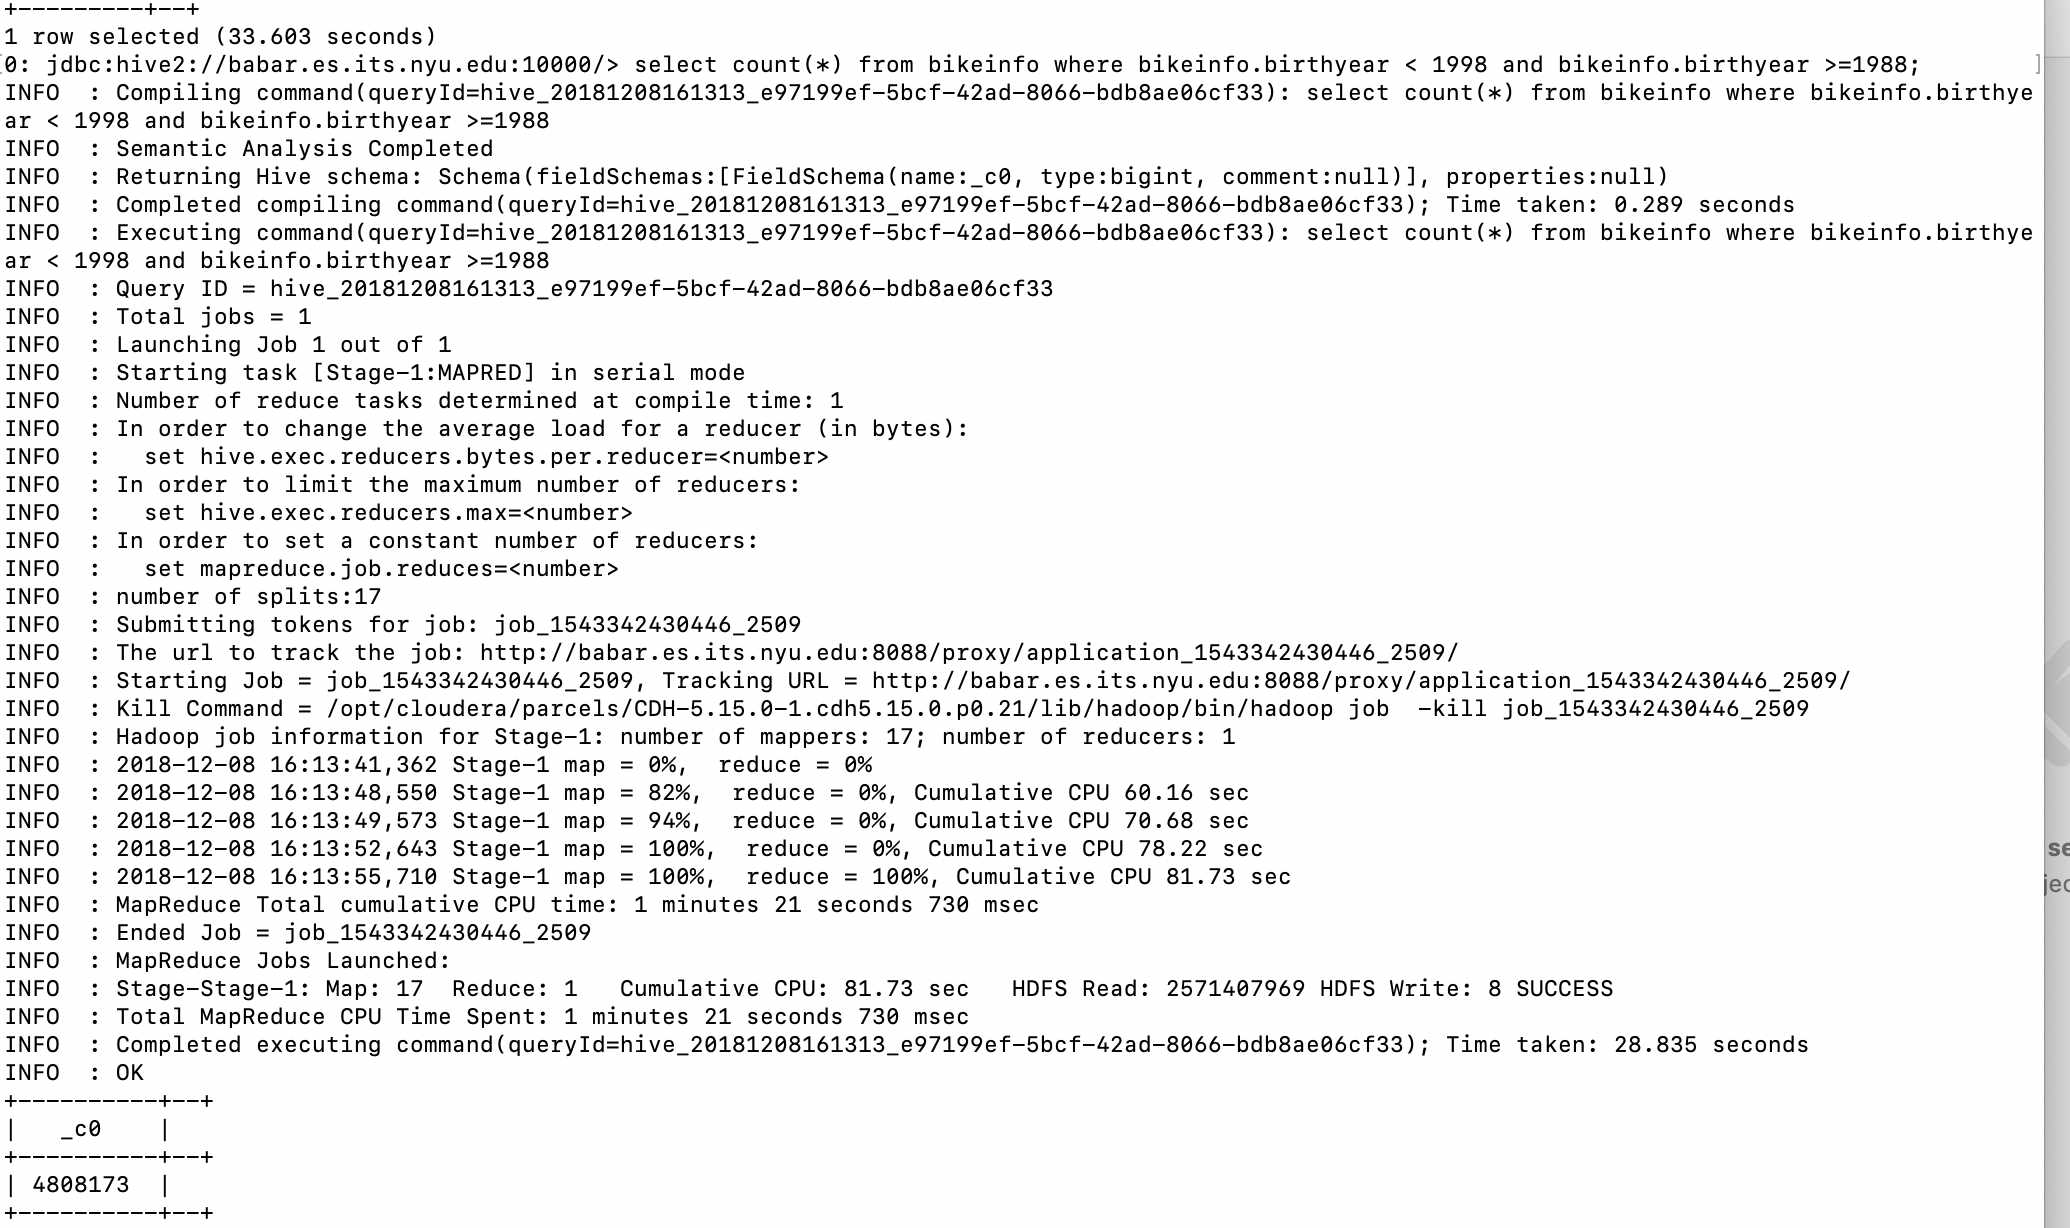 +---------+--+
1 row selected (33.603 seconds)
[0: jdbc:hive2://babar.es.its.nyu.edu:10000/> select count(*) from bikeinfo where bikeinfo.birthyear < 1998 and bikeinfo.birthyear >=1988; ]
INFO  : Compiling command(queryId=hive_20181208161313_e97199ef-5bcf-42ad-8066-bdb8ae06cf33): select count(*) from bikeinfo where bikeinfo.birthye
ar < 1998 and bikeinfo.birthyear >=1988
INFO  : Semantic Analysis Completed
INFO  : Returning Hive schema: Schema(fieldSchemas:[FieldSchema(name:_c0, type:bigint, comment:null)], properties:null)
INFO  : Completed compiling command(queryId=hive_20181208161313_e97199ef-5bcf-42ad-8066-bdb8ae06cf33); Time taken: 0.289 seconds
INFO  : Executing command(queryId=hive_20181208161313_e97199ef-5bcf-42ad-8066-bdb8ae06cf33): select count(*) from bikeinfo where bikeinfo.birthye
ar < 1998 and bikeinfo.birthyear >=1988
INFO  : Query ID = hive_20181208161313_e97199ef-5bcf-42ad-8066-bdb8ae06cf33
INFO  : Total jobs = 1
INFO  : Launching Job 1 out of 1
INFO  : Starting task [Stage-1:MAPRED] in serial mode
INFO  : Number of reduce tasks determined at compile time: 1
INFO  : In order to change the average load for a reducer (in bytes):
INFO  :   set hive.exec.reducers.bytes.per.reducer=<number>
INFO  : In order to limit the maximum number of reducers:
INFO  :   set hive.exec.reducers.max=<number>
INFO  : In order to set a constant number of reducers:
INFO  :   set mapreduce.job.reduces=<number>
INFO  : number of splits:17
INFO  : Submitting tokens for job: job_1543342430446_2509
INFO  : The url to track the job: http://babar.es.its.nyu.edu:8088/proxy/application_1543342430446_2509/
INFO  : Starting Job = job_1543342430446_2509, Tracking URL = http://babar.es.its.nyu.edu:8088/proxy/application_1543342430446_2509/
INFO  : Kill Command = /opt/cloudera/parcels/CDH-5.15.0-1.cdh5.15.0.p0.21/lib/hadoop/bin/hadoop job  -kill job_1543342430446_2509
INFO  : Hadoop job information for Stage-1: number of mappers: 17; number of reducers: 1
INFO  : 2018-12-08 16:13:41,362 Stage-1 map = 0%,  reduce = 0%
INFO  : 2018-12-08 16:13:48,550 Stage-1 map = 82%,  reduce = 0%, Cumulative CPU 60.16 sec
INFO  : 2018-12-08 16:13:49,573 Stage-1 map = 94%,  reduce = 0%, Cumulative CPU 70.68 sec
INFO  : 2018-12-08 16:13:52,643 Stage-1 map = 100%,  reduce = 0%, Cumulative CPU 78.22 sec
INFO  : 2018-12-08 16:13:55,710 Stage-1 map = 100%,  reduce = 100%, Cumulative CPU 81.73 sec
INFO  : MapReduce Total cumulative CPU time: 1 minutes 21 seconds 730 msec
INFO  : Ended Job = job_1543342430446_2509
INFO  : MapReduce Jobs Launched:
INFO  : Stage-Stage-1: Map: 17  Reduce: 1   Cumulative CPU: 81.73 sec   HDFS Read: 2571407969 HDFS Write: 8 SUCCESS
INFO  : Total MapReduce CPU Time Spent: 1 minutes 21 seconds 730 msec
INFO  : Completed executing command(queryId=hive_20181208161313_e97199ef-5bcf-42ad-8066-bdb8ae06cf33); Time taken: 28.835 seconds
INFO  : OK
+----------+--+
|   _c0    |
+----------+--+
| 4808173  |
+----------+--+